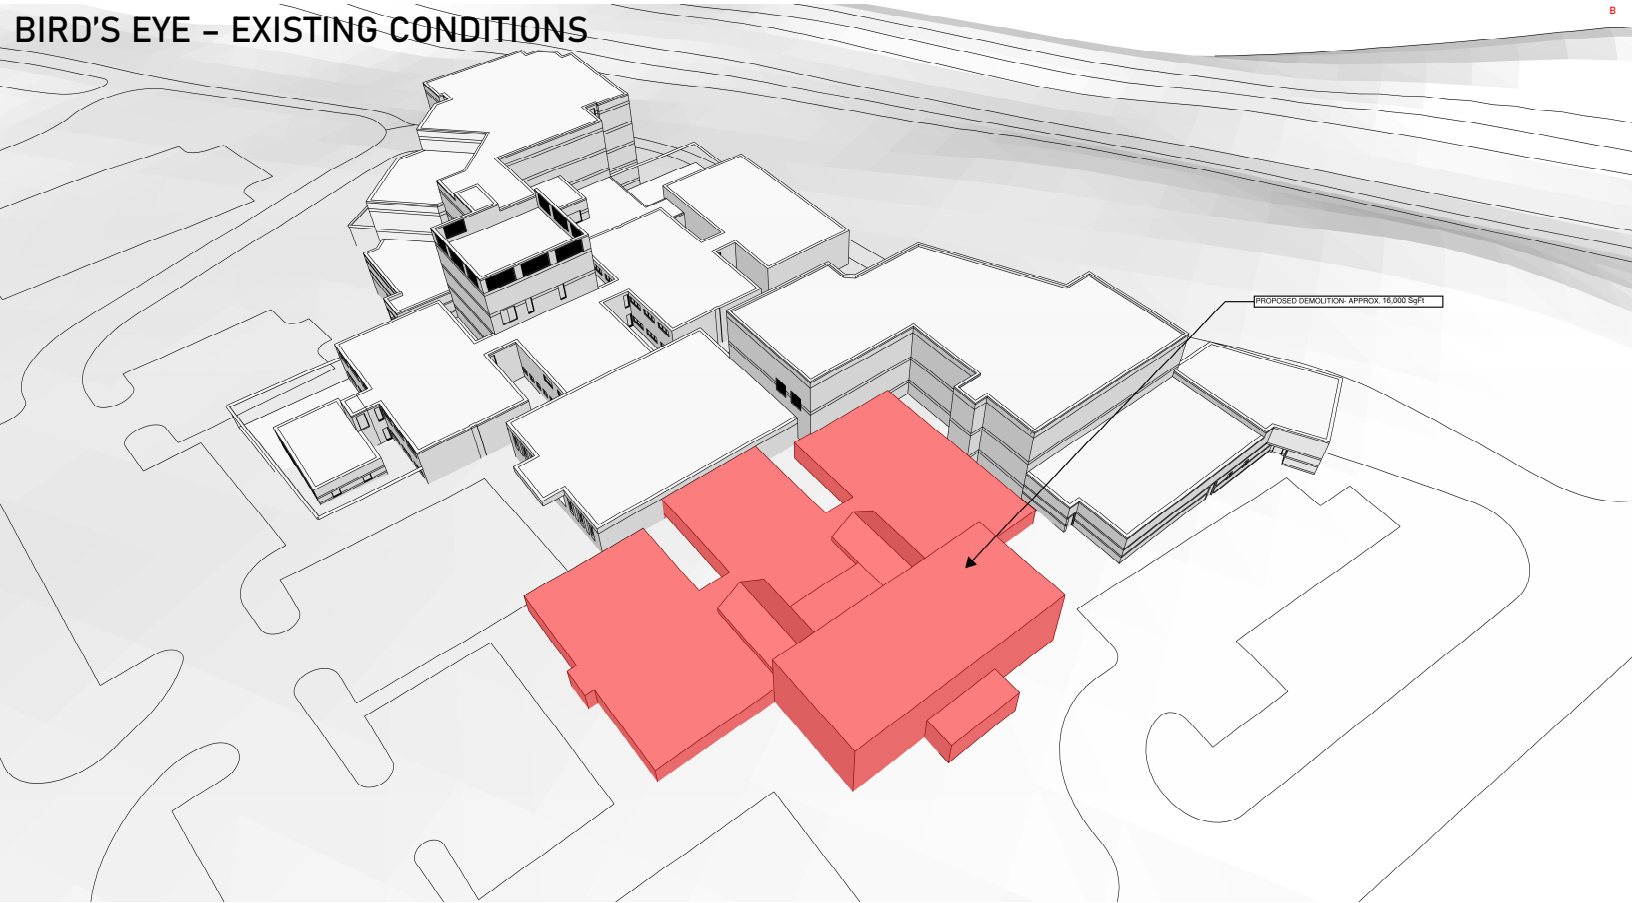 BIRD'S EYE – EXISTING CONDITIONS
B
PROPOSED DEMOLITION- APPROX. 16,000 SqFt